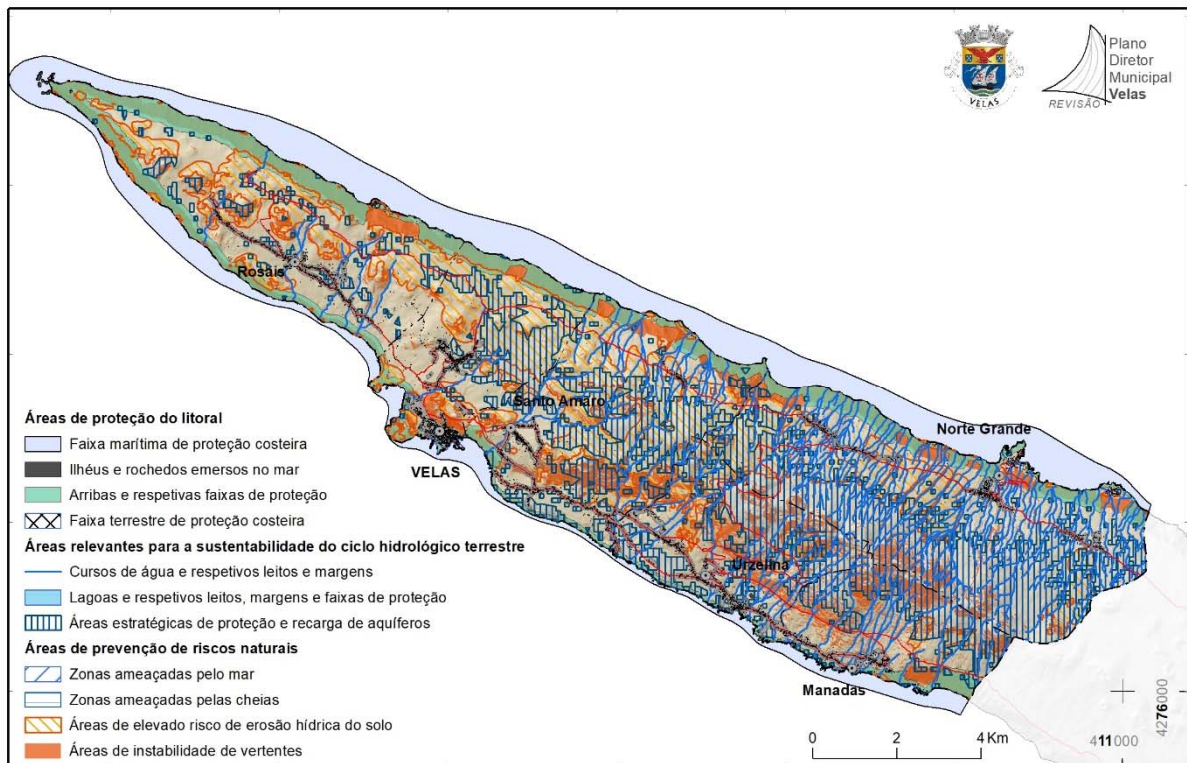 VELAS
REVISÃO
Plano
Diretor
Municipal
Velas
Rosais
Santo Amaro
VELAS
Norte Grande
Urzelina
Manadas
Áreas de proteção do litoral
Faixa marítima de proteção costeira
Ilhéus e rochedos emersos no mar
Arribas e respetivas faixas de proteção
Faixa terrestre de proteção costeira
Áreas relevantes para a sustentabilidade do ciclo hidrológico terrestre
Cursos de água e respetivos leitos e margens
Lagoas e respetivos leitos, margens e faixas de proteção
Áreas estratégicas de proteção e recarga de aquíferos
Áreas de prevenção de riscos naturais
Zonas ameaçadas pelo mar
Zonas ameaçadas pelas cheias
Áreas de elevado risco de erosão hídrica do solo
Áreas de instabilidade de vertentes
0 2 4 Km
411000
4276000